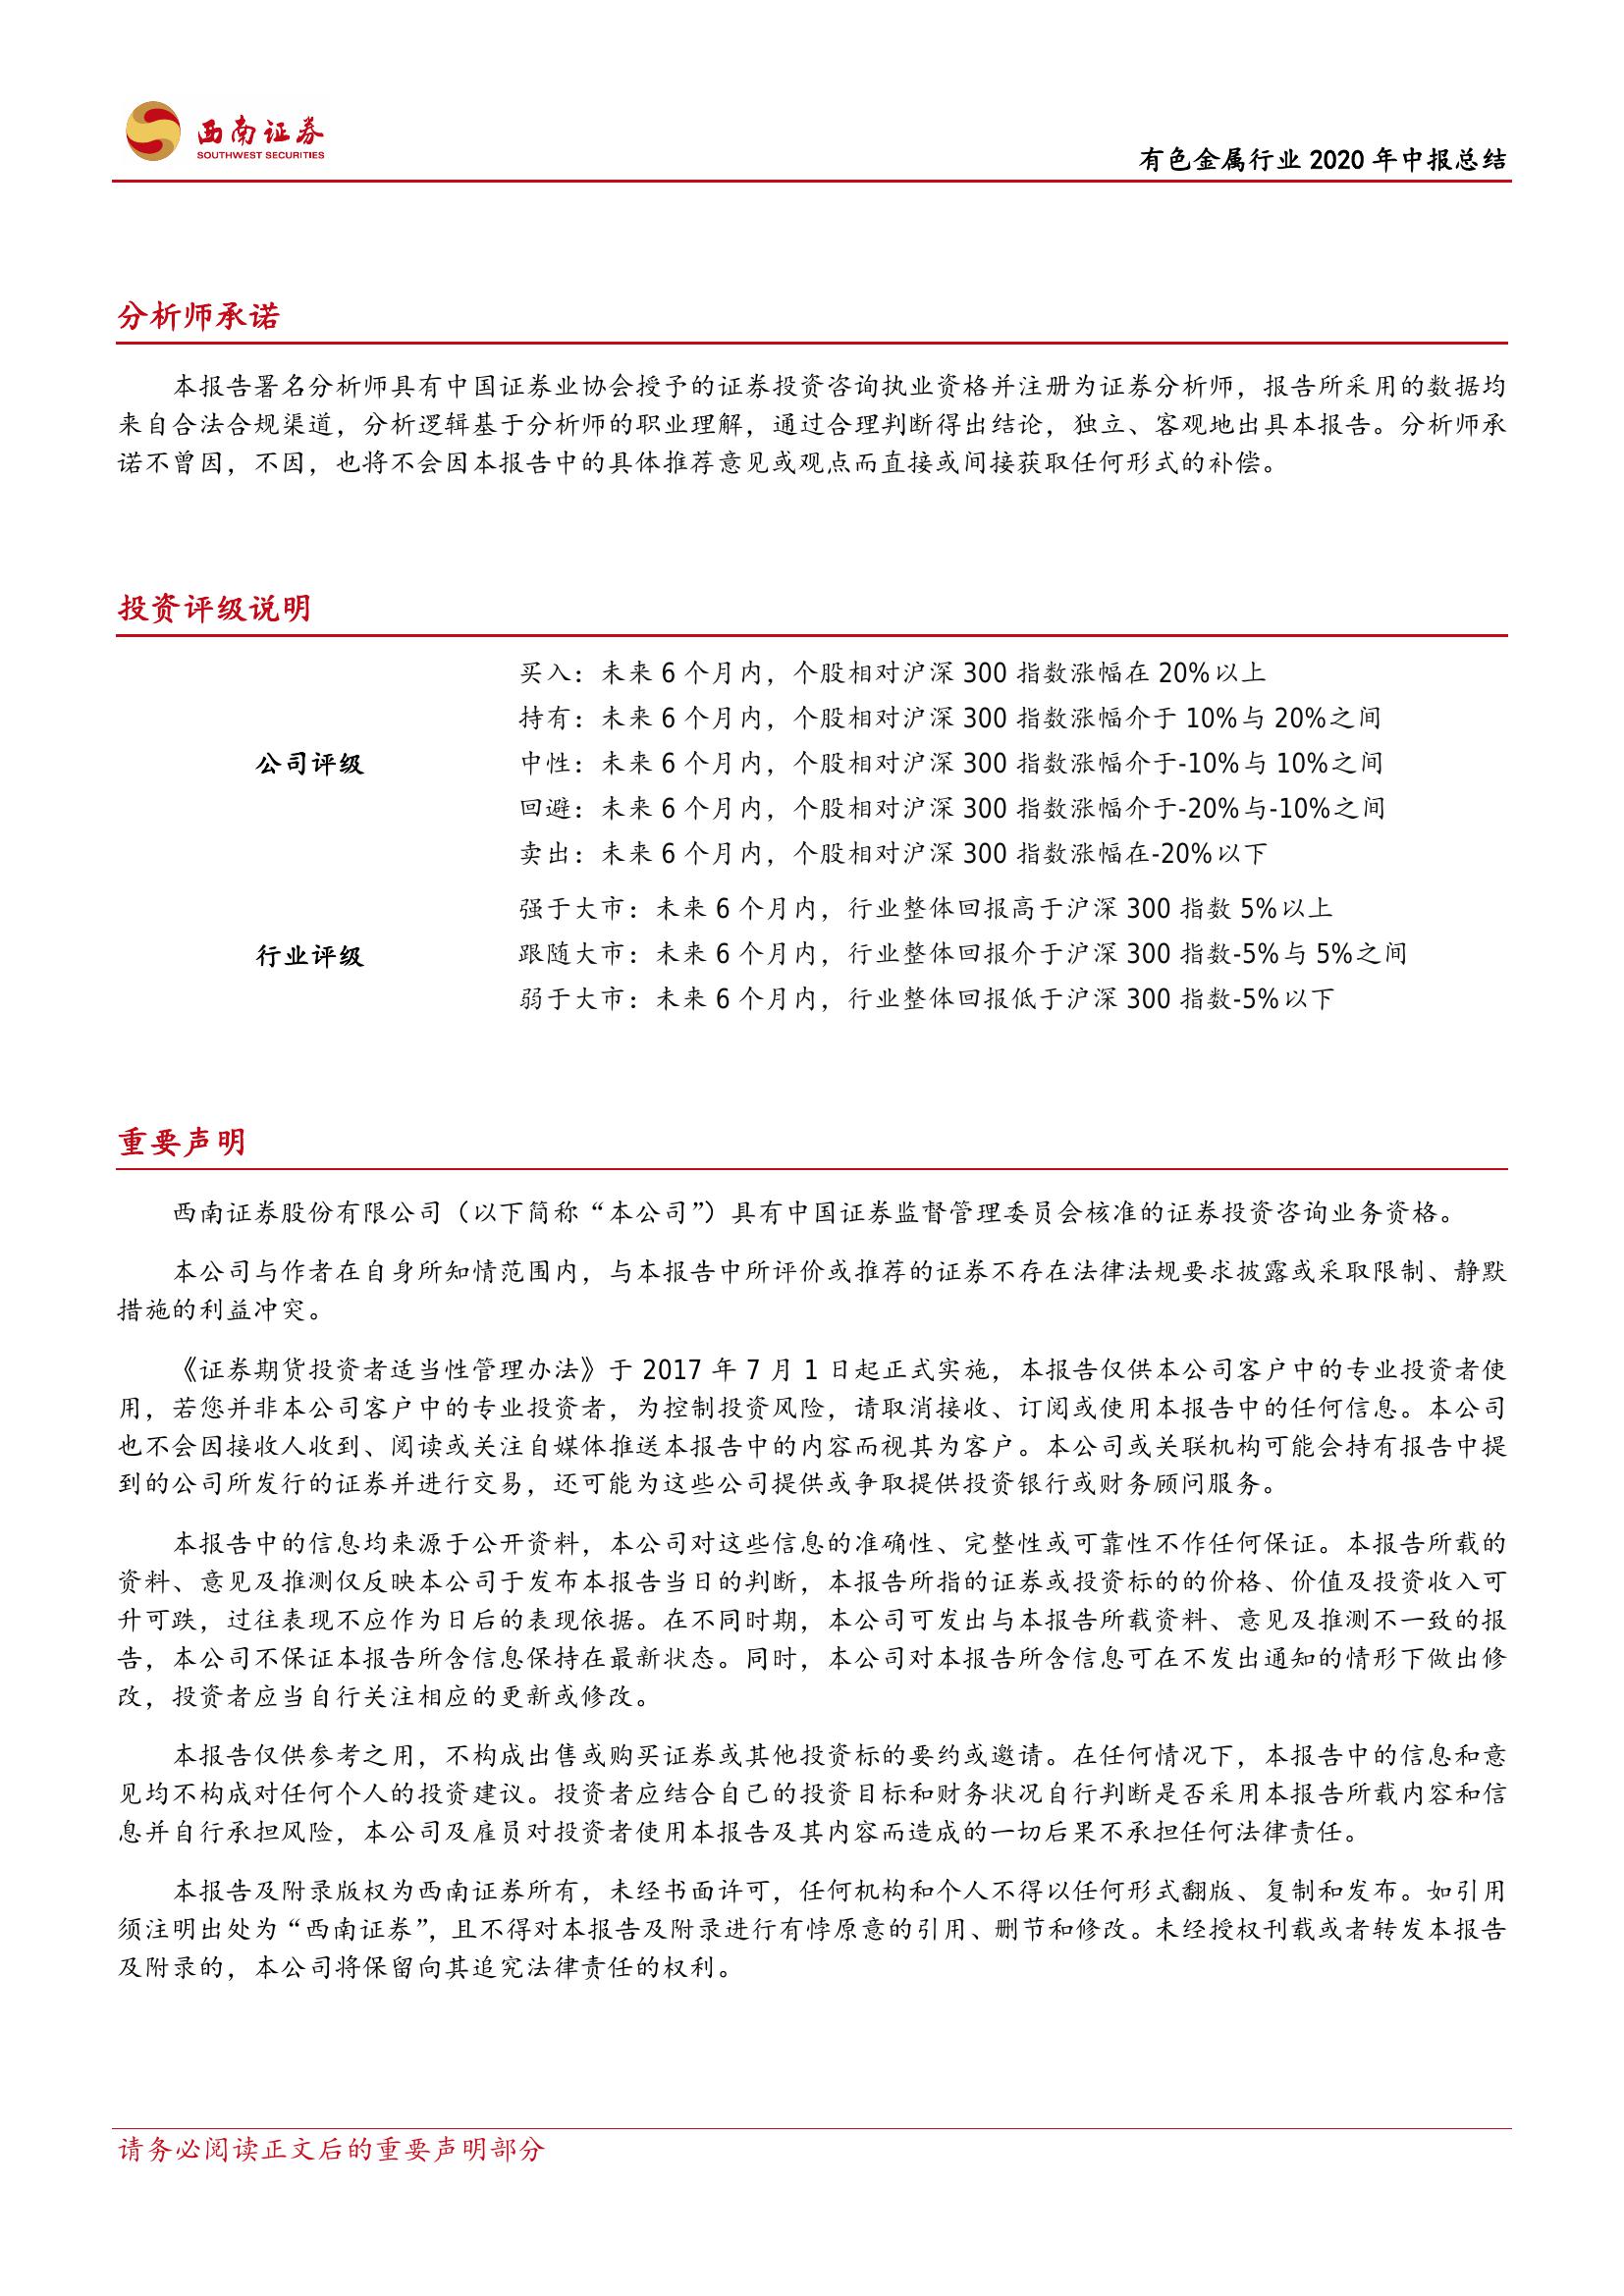 西南证券
SOUTHWEST SECURITIES
有色金属行业 2020 年中报总结
分析师承诺
本报告署名分析师具有中国证券业协会授予的证券投资咨询执业资格并注册为证券分析师，报告所采用的数据均
来自合法合规渠道，分析逻辑基于分析师的职业理解，通过合理判断得出结论，独立、客观地出具本报告。分析师承
诺不曾因，不因，也将不会因本报告中的具体推荐意见或观点而直接或间接获取任何形式的补偿。
投资评级说明
公司评级
买入：未来 6 个月内，个股相对沪深 300 指数涨幅在 20%以上
持有：未来 6 个月内，个股相对沪深 300 指数涨幅介于 10%与 20%之间
中性：未来 6 个月内，个股相对沪深 300 指数涨幅介于-10%与 10%之间
回避：未来 6 个月内，个股相对沪深 300 指数涨幅介于-20%与-10%之间
卖出：未来 6 个月内，个股相对沪深 300 指数涨幅在-20%以下
行业评级
强于大市：未来 6 个月内，行业整体回报高于沪深 300 指数 5%以上
跟随大市：未来 6 个月内，行业整体回报介于沪深 300 指数-5%与 5%之间
弱于大市：未来 6 个月内，行业整体回报低于沪深 300 指数-5%以下
重要声明
西南证券股份有限公司（以下简称“本公司”）具有中国证券监督管理委员会核准的证券投资咨询业务资格。
本公司与作者在自身所知情范围内，与本报告中所评价或推荐的证券不存在法律法规要求披露或采取限制、静默
措施的利益冲突。
《证券期货投资者适当性管理办法》于 2017 年 7 月 1 日起正式实施，本报告仅供本公司客户中的专业投资者使
用，若您并非本公司客户中的专业投资者，为控制投资风险，请取消接收、订阅或使用本报告中的任何信息。本公司
也不会因接收人收到、阅读或关注自媒体推送本报告中的内容而视其为客户。本公司或关联机构可能会持有报告中提
到的公司所发行的证券并进行交易，还可能为这些公司提供或争取提供投资银行或财务顾问服务。
本报告中的信息均来源于公开资料，本公司对这些信息的准确性、完整性或可靠性不作任何保证。本报告所载的
资料、意见及推测仅反映本公司于发布本报告当日的判断，本报告所指的证券或投资标的的价格、价值及投资收入可
升可跌，过往表现不应作为日后的表现依据。在不同时期，本公司可发出与本报告所载资料、意见及推测不一致的报
告，本公司不保证本报告所含信息保持在最新状态。同时，本公司对本报告所含信息可在不发出通知的情形下做出修
改，投资者应当自行关注相应的更新或修改。
本报告仅供参考之用，不构成出售或购买证券或其他投资标的要约或邀请。在任何情况下，本报告中的信息和意
见均不构成对任何个人的投资建议。投资者应结合自己的投资目标和财务状况自行判断是否采用本报告所载内容和信
息并自行承担风险，本公司及雇员对投资者使用本报告及其内容而造成的一切后果不承担任何法律责任。
本报告及附录版权为西南证券所有，未经书面许可，任何机构和个人不得以任何形式翻版、复制和发布。如引用
须注明出处为“西南证券”，且不得对本报告及附录进行有悖原意的引用、删节和修改。未经授权刊载或者转发本报告
及附录的，本公司将保留向其追究法律责任的权利。
请务必阅读正文后的重要声明部分